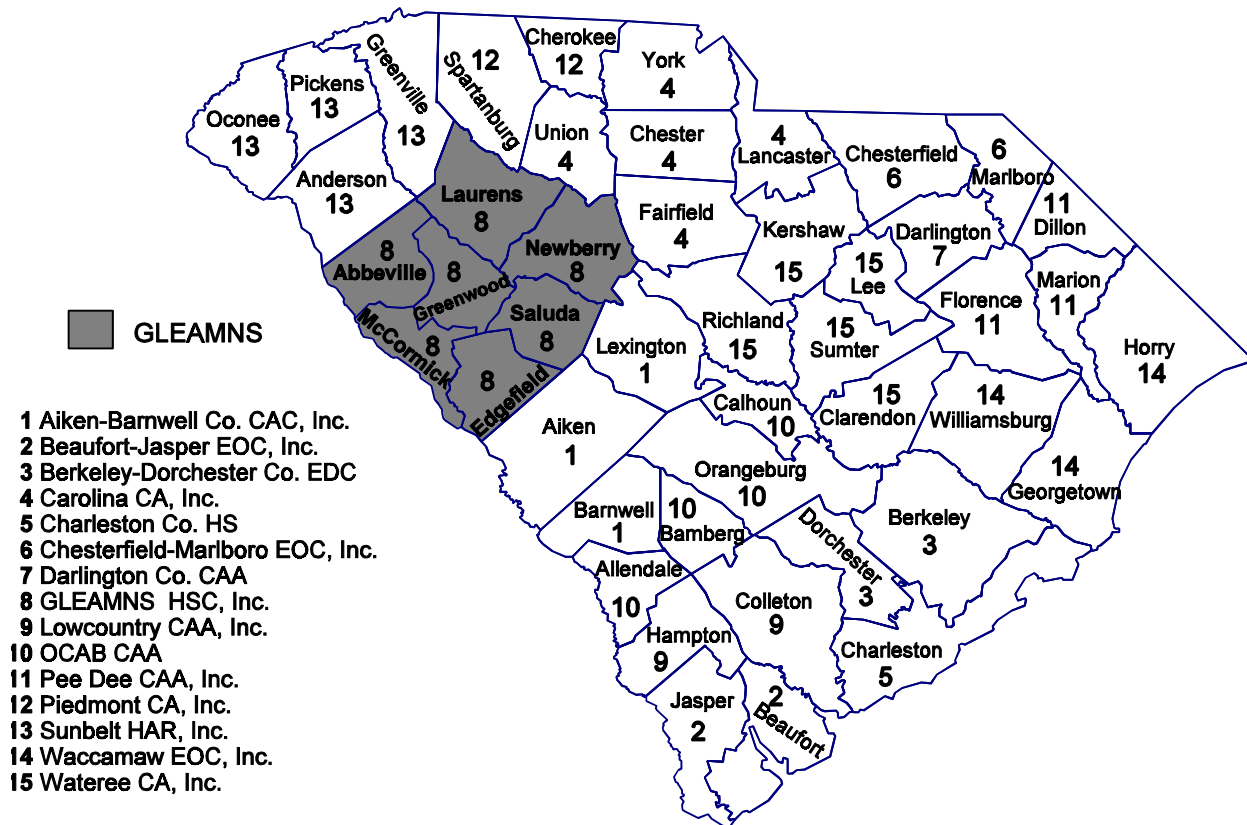 Cherokee
12
12
Spartanburg
York
4
Greenville
13
Pickens
13
Oconee
13
Union
4
Chester
4
4
Lancaster
Chesterfield
6
6
Marlboro
11
Dillon
Anderson
13
Laurens
8
Fairfield
4
Kershaw
15
Darlington
7
Newberry
8
8
Abbeville
8
Greenwood
15
Lee
Marion
11
Florence
11
McCormick
8
Saluda
8
Richland
15
15
Sumter
GLEAMNS
Lexington
1
Horry
14
8
Edgefield
Calhoun
10
15
Clarendon
14
Williamsburg
Aiken
1
Orangeburg
10
14
Georgetown
Barnwell
1
10
Bamberg
Dorchester
3
Berkeley
3
Allendale
10
Colleton
9
Hampton
9
Charleston
5
Jasper
2
2
Beaufort
1 Aiken-Barnwell Co. CAC, Inc.
2 Beaufort-Jasper EOC, Inc.
3 Berkeley-Dorchester Co. EDC
4 Carolina CA, Inc.
5 Charleston Co. HS
6 Chesterfield-Marlboro EOC, Inc.
7 Darlington Co. CAA
8 GLEAMNS HSC, Inc.
9 Lowcountry CAA, Inc.
10 OCAB CAA
11 Pee Dee CAA, Inc.
12 Piedmont CA, Inc.
13 Sunbelt HAR, Inc.
14 Waccamaw EOC, Inc.
15 Wateree CA, Inc.